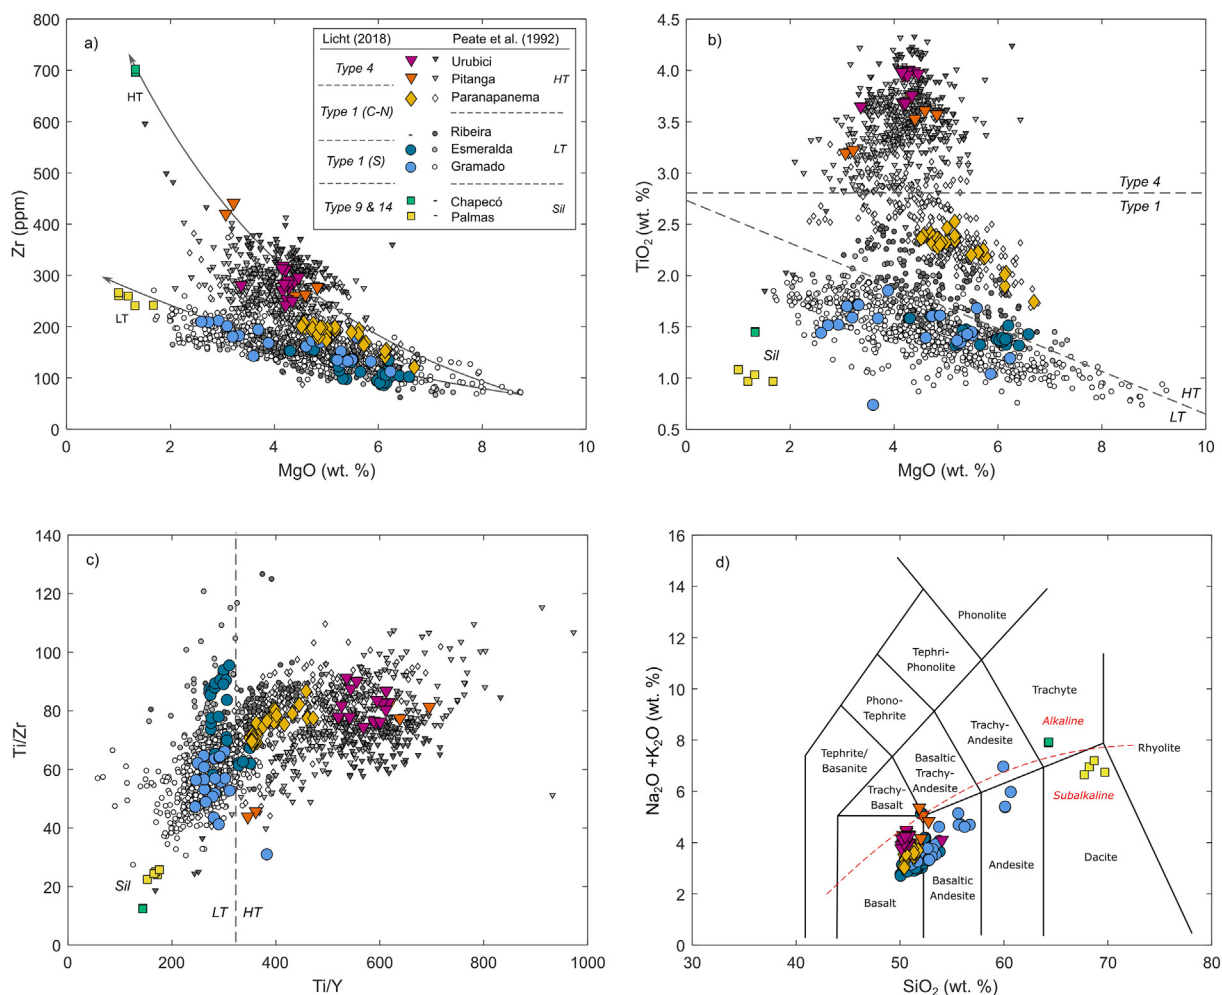 a)
800
700
600
500
400
300
200
100
0
Zr (ppm)
0 2 4 6 8 10
MgO (wt. %)
HT
LT
Licht (2018) Peate et al. (1992)
Urubici
Type 4 Pitanga HT
Paranapanema
Type 1 (C-N)
- Ribeira
Esmeralda LT
Type 1 (S) Gramado
Type 9 & 14 Chapecó -
Palmas - Sil
b)
4.5
4.0
3.5
3.0
2.5
2.0
1.5
1.0
0.5
TiO2 (wt. %)
0 2 4 6 8 10
MgO (wt. %)
Type 4
Type 1
Sil
HT
LT
c)
140
120
100
80
60
40
20
0
Ti/Zr
0 200 400 600 800 1000
Ti/Y
Sil
LT HT
d)
16
14
12
10
8
6
4
2
0
Na2O +K2O (wt.%)
30 40 50 60 70 80
SiO2 (wt. %)
Phonolite
Tephri-
Phonolite
Phono-
Tephrite
Trachyte
Trachy-
Andesite
Alkaline
Tephrite/
Basanite
Basaltic
Trachy-
Andesite
Rhyolite
Trachy-
Basalt
Subalkaline
Basalt
Basaltic
Andesite
Andesite
Dacite